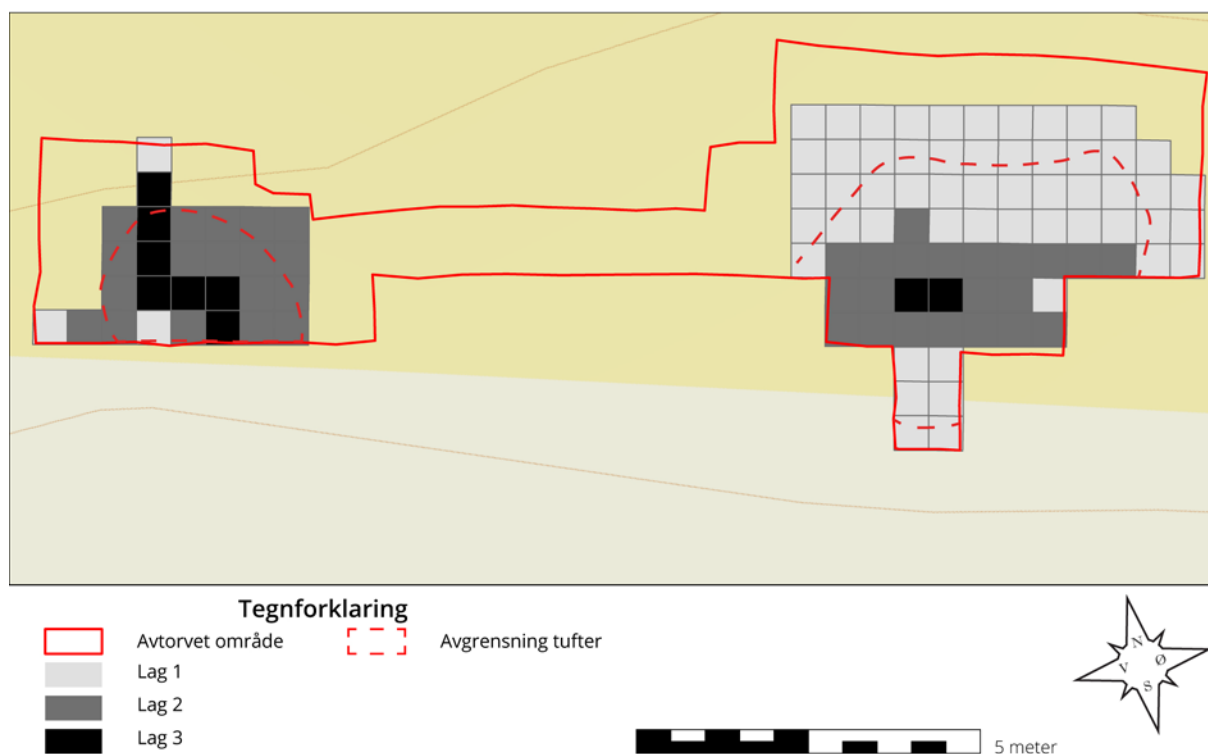 Tegnforklaring
Avtorvet område
Avgrensning tufter
Lag 1
Lag 2
Lag 3
5 meter
N
Ø
V
S